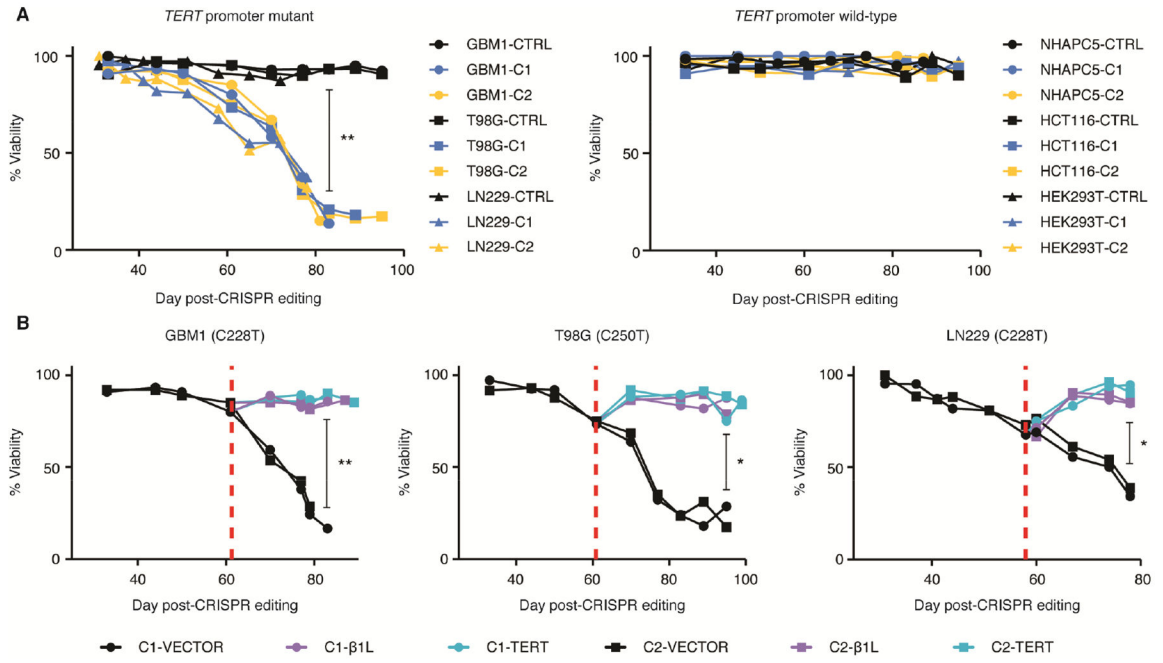 A
TERT promoter mutant
TERT promoter wild-type
% Viability
100
50
0
40
60
80
100
Day post-CRISPR editing
GBM1-CTRL
GBM1-C1
GBM1-C2
T98G-CTRL
T98G-C1
T98G-C2
LN229-CTRL
LN229-C1
LN229-C2
**
% Viability
100
50
0
40
60
80
100
Day post-CRISPR editing
NHAPC5-CTRL
NHAPC5-C1
NHAPC5-C2
HCT116-CTRL
HCT116-C1
HCT116-C2
HEK293T-CTRL
HEK293T-C1
HEK293T-C2
B
GBM1 (C228T)
% Viability
100
50
0
40
60
80
Day post-CRISPR editing
**
T98G (C250T)
% Viability
100
50
0
40
60
80
100
Day post-CRISPR editing
*
LN229 (C228T)
% Viability
100
50
0
40
60
80
Day post-CRISPR editing
*
C1-VECTOR C1-β1L C1-TERT C2-VECTOR C2-β1L C2-TERT